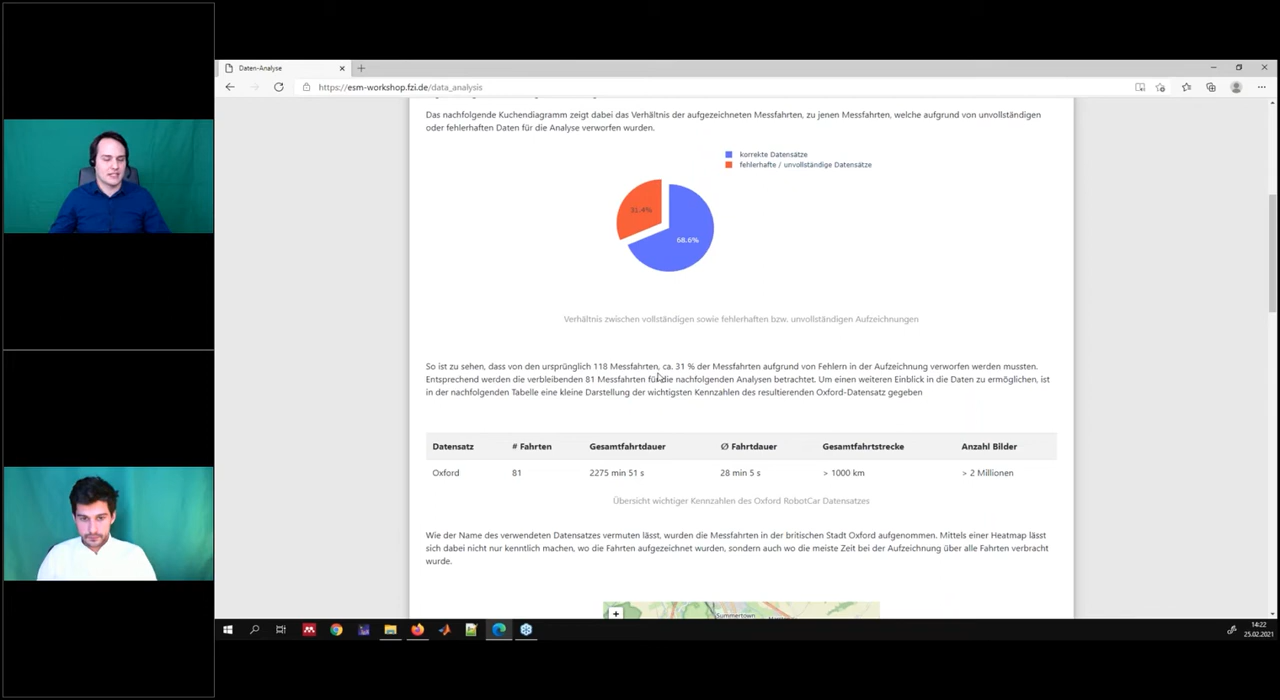 Daten-Analyse
https://esm-workshop.fzi.de/data_analysis
Das nachfolgende Kuchendiagramm zeigt dabei das Verhältnis der aufgezeichneten Messfahrten, zu jenen Messfahrten, welche aufgrund von unvollständigen
oder fehlerhaften Daten für die Analyse verworfen wurden.
korrekte Datensätze
fehlerhafte / unvollständige Datensätze
31.4%
68.6%
Verhältnis zwischen vollständigen sowie fehlerhaften bzw. unvollständigen Aufzeichnungen
So ist zu sehen, dass von den ursprünglich 118 Messfahrten, ca. 31 % der Messfahrten aufgrund von Fehlern in der Aufzeichnung verworfen werden mussten.
Entsprechend werden die verbleibenden 81 Messfahrten für die nachfolgenden Analysen betrachtet. Um einen weiteren Einblick in die Daten zu ermöglichen, ist
in der nachfolgenden Tabelle eine kleine Darstellung der wichtigsten Kennzahlen des resultierenden Oxford-Datensatz gegeben
Datensatz # Fahrten Gesamtfahrtdauer Ø Fahrtdauer Gesamtfahrtstrecke Anzahl Bilder
Oxford 81 2275 min 51 s 28 min 5 s > 1000 km > 2 Millionen
Übersicht wichtiger Kennzahlen des Oxford RobotCar Datensatzes
Wie der Name des verwendeten Datensatzes vermuten lässt, wurden die Messfahrten in der britischen Stadt Oxford aufgenommen. Mittels einer Heatmap lässt
sich dabei nicht nur kenntlich machen, wo die Fahrten aufgezeichnet wurden, sondern auch wo die meiste Zeit bei der Aufzeichnung über alle Fahrten verbracht
wurde.
+
Summertown
14:22
25.02.2021